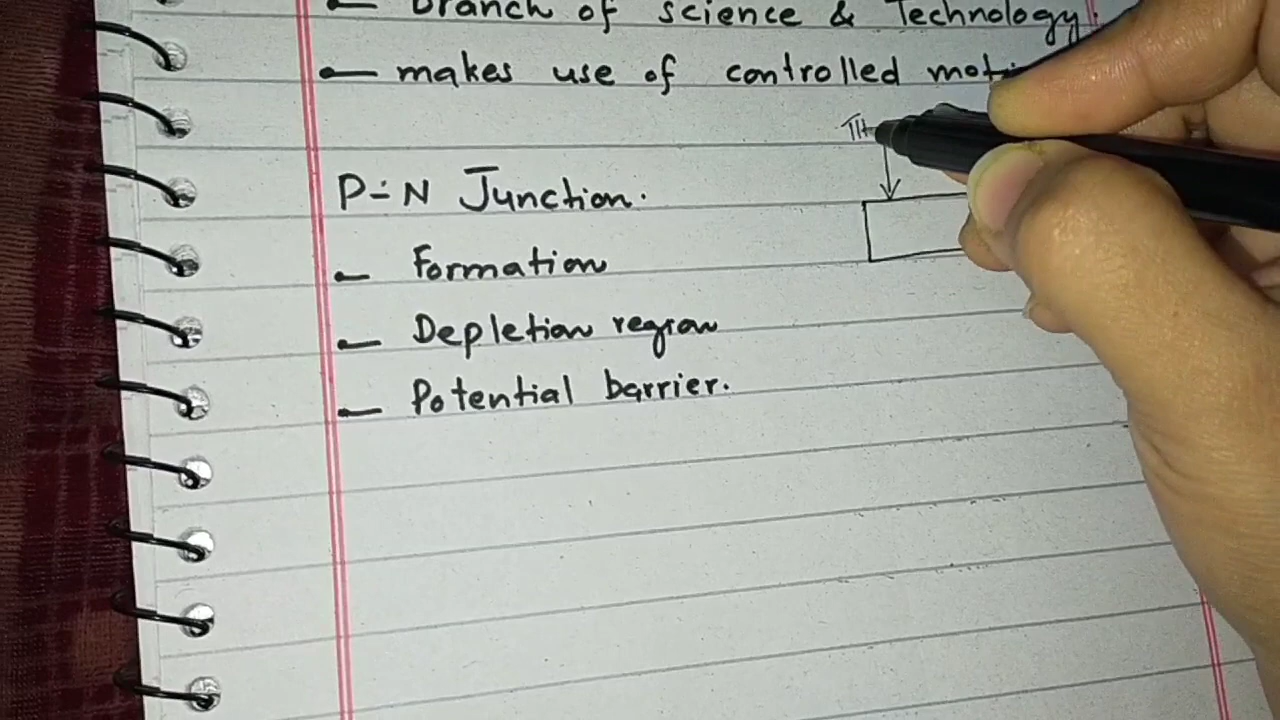 Branch of science & Technology.
makes use of controlled
P-N Junction.
Formation
Depletion region
Potential barrier.